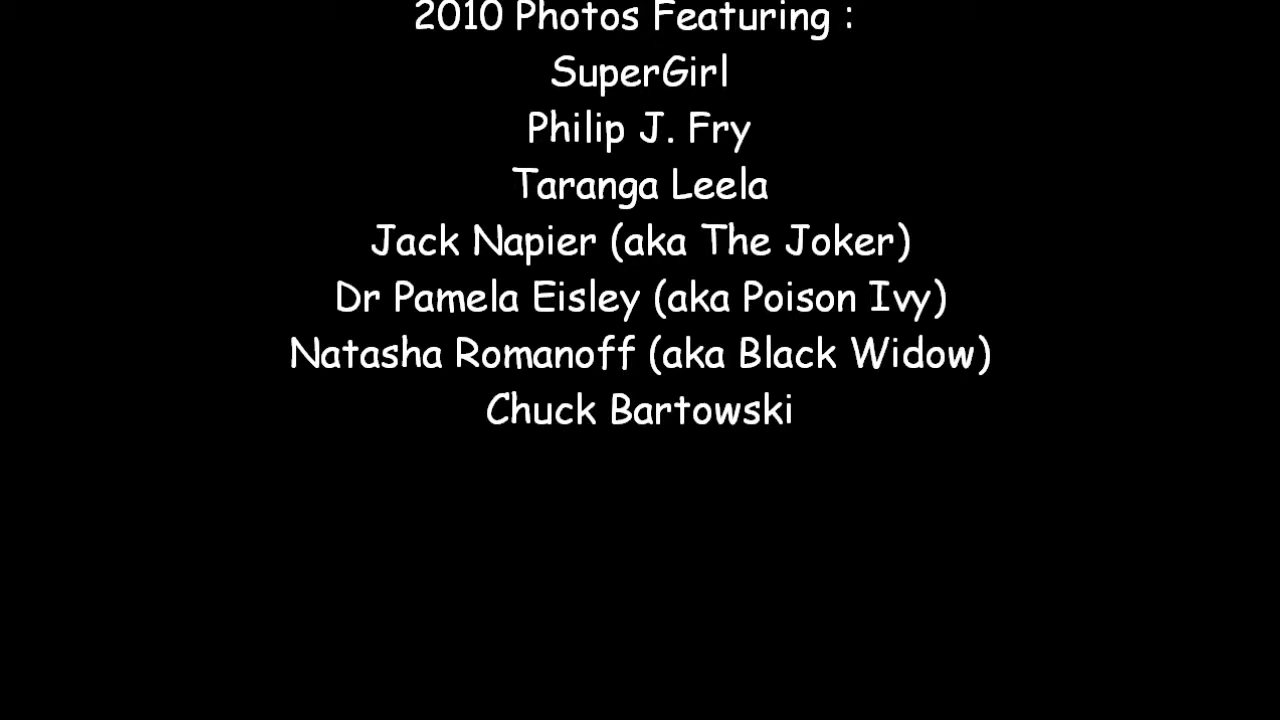 2010 Photos Featuring :
SuperGirl
Philip J. Fry
Taranga Leela
Jack Napier (aka The Joker)
Dr Pamela Eisley (aka Poison Ivy)
Natasha Romanoff (aka Black Widow)
Chuck Bartowski